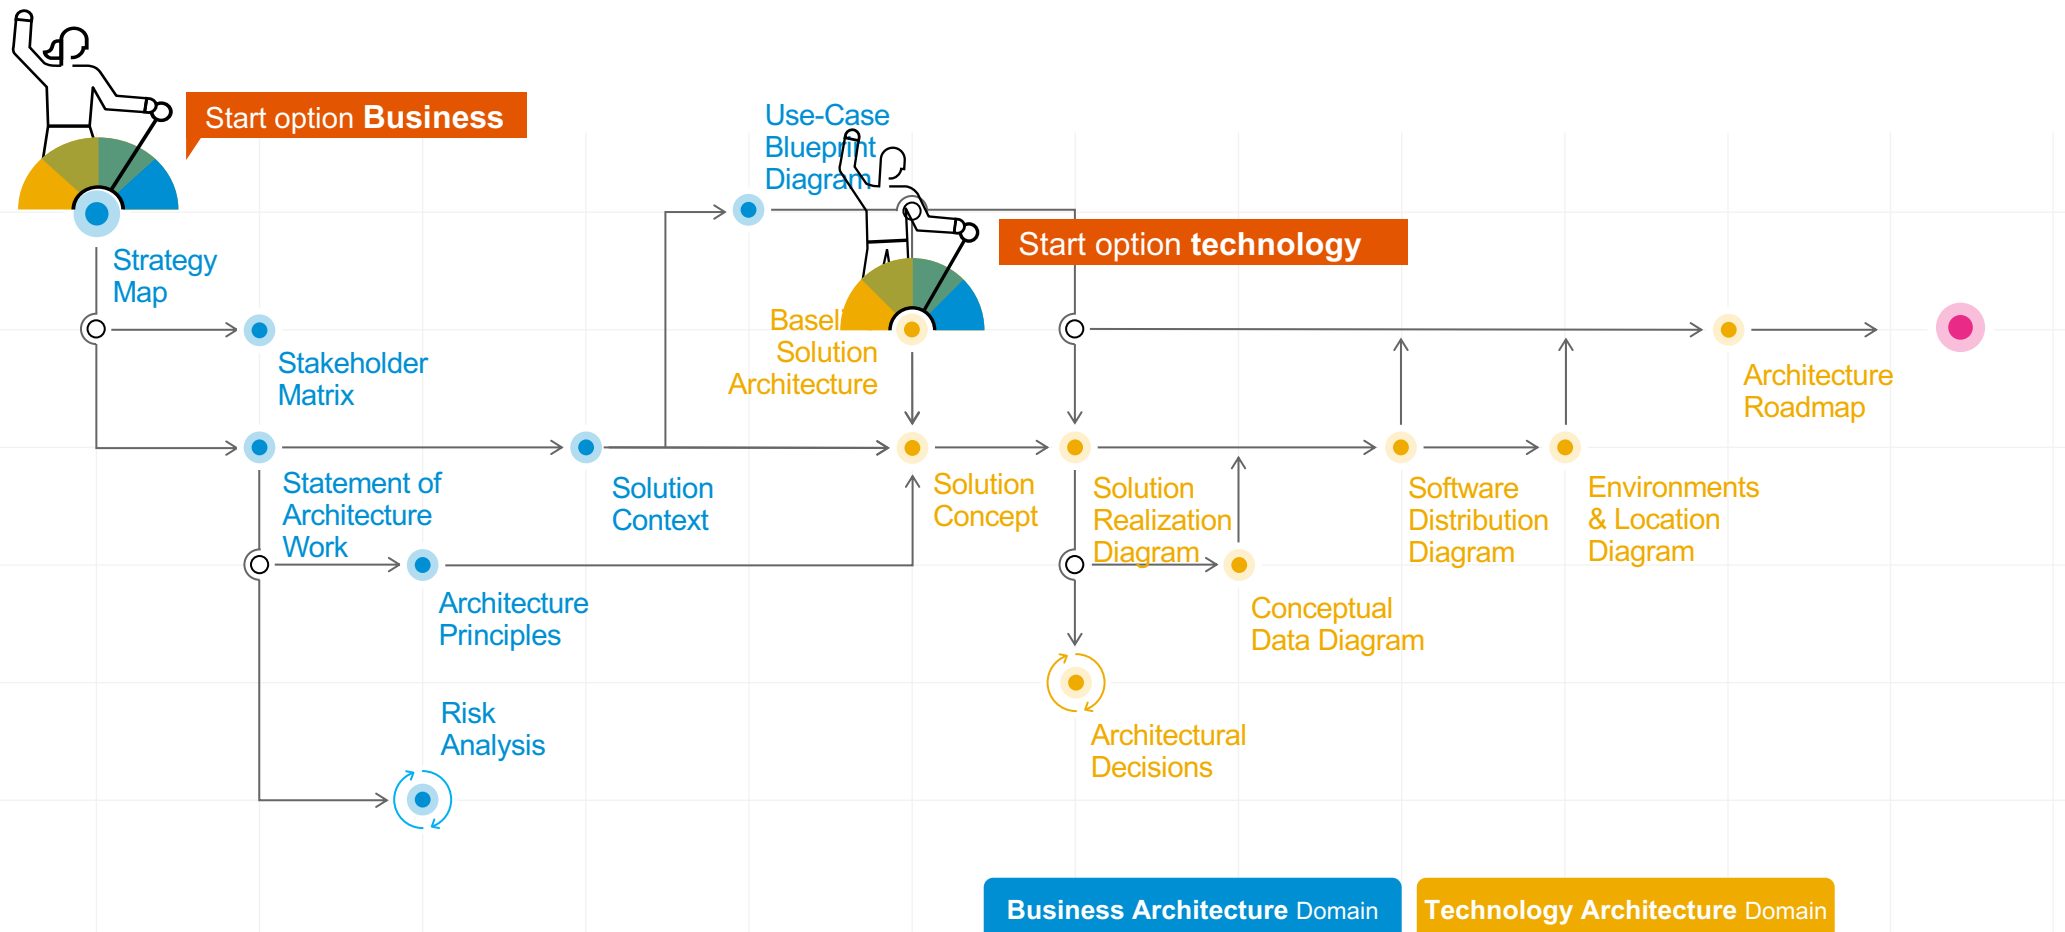 Start option Business
Use-Case
Blueprint
Diagram
Start option technology
Strategy
Map
Baseli
Solution
Architecture
Stakeholder
Matrix
Architecture
Roadmap
Statement of
Architecture
Work
Solution
Context
Solution
Concept
Solution
Realization
Diagram
Software
Distribution
Diagram
Environments
& Location
Diagram
Architecture
Principles
Conceptual
Data Diagram
Risk
Analysis
Architectural
Decisions
Business Architecture Domain
Technology Architecture Domain